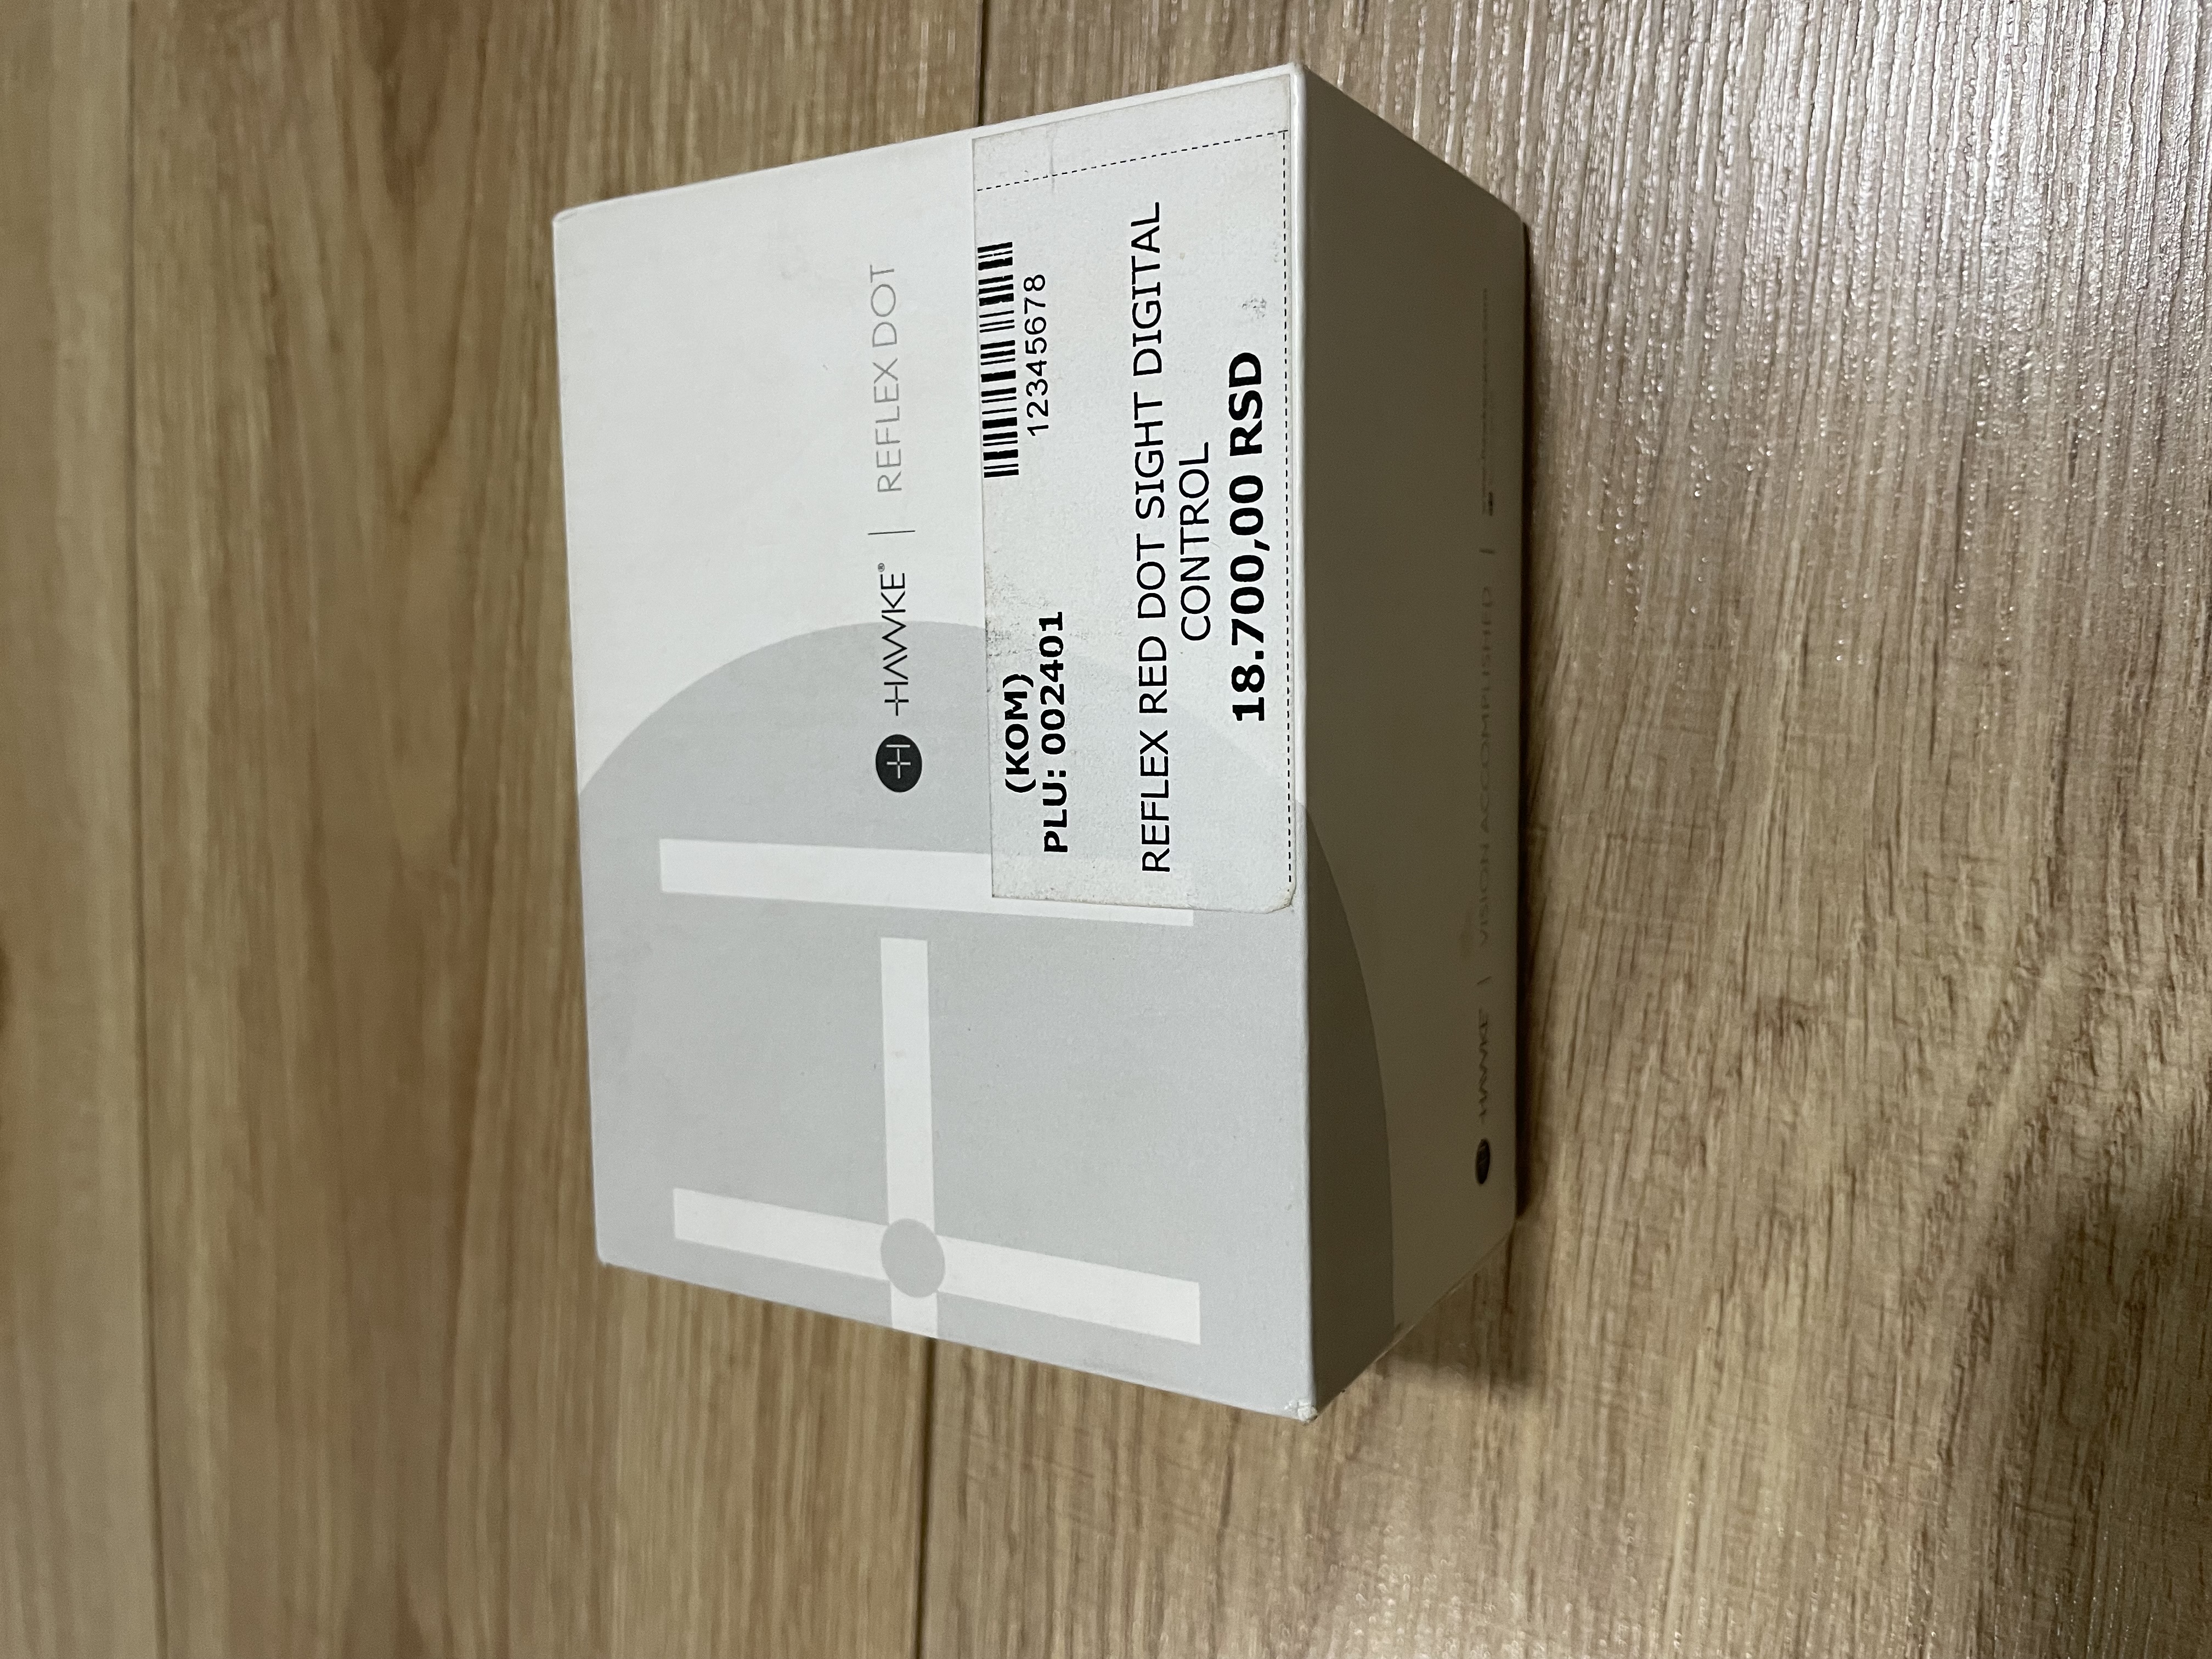 HAWKE® | REFLEX DOT
(KOM)
PLU: 002401
12345678
REFLEX RED DOT SIGHT DIGITAL
CONTROL
18.700,00 RSD
HAWKE | VISION ACCOMPLISHED |